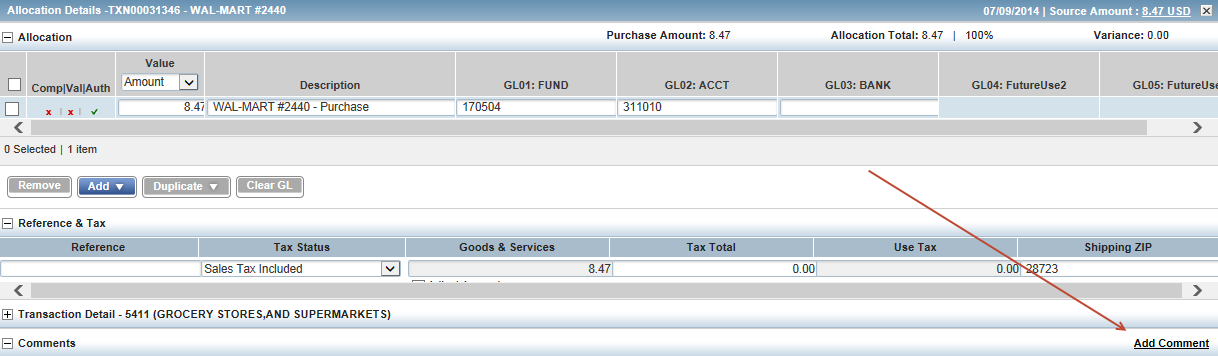 Allocation Details -TXN00031346 - WAL-MART #2440 07/09/2014 | Source Amount : 8.47 USD
Allocation Purchase Amount: 8.47 Allocation Total: 8.47 | 100% Variance: 0.00
Value
Comp|Val|Auth Amount Description GL01: FUND GL02: ACCT GL03: BANK GL04: FutureUse2 GL05: FutureUse
8.47 WAL-MART #2440 - Purchase 170504 311010
0 Selected | 1 item
Remove Add Duplicate Clear GL
Reference & Tax
Reference Tax Status Goods & Services Tax Total Use Tax Shipping ZIP
Sales Tax Included 8.47 0.00 0.00 28723
Transaction Detail - 5411 (GROCERY STORES,AND SUPERMARKETS)
Comments Add Comment